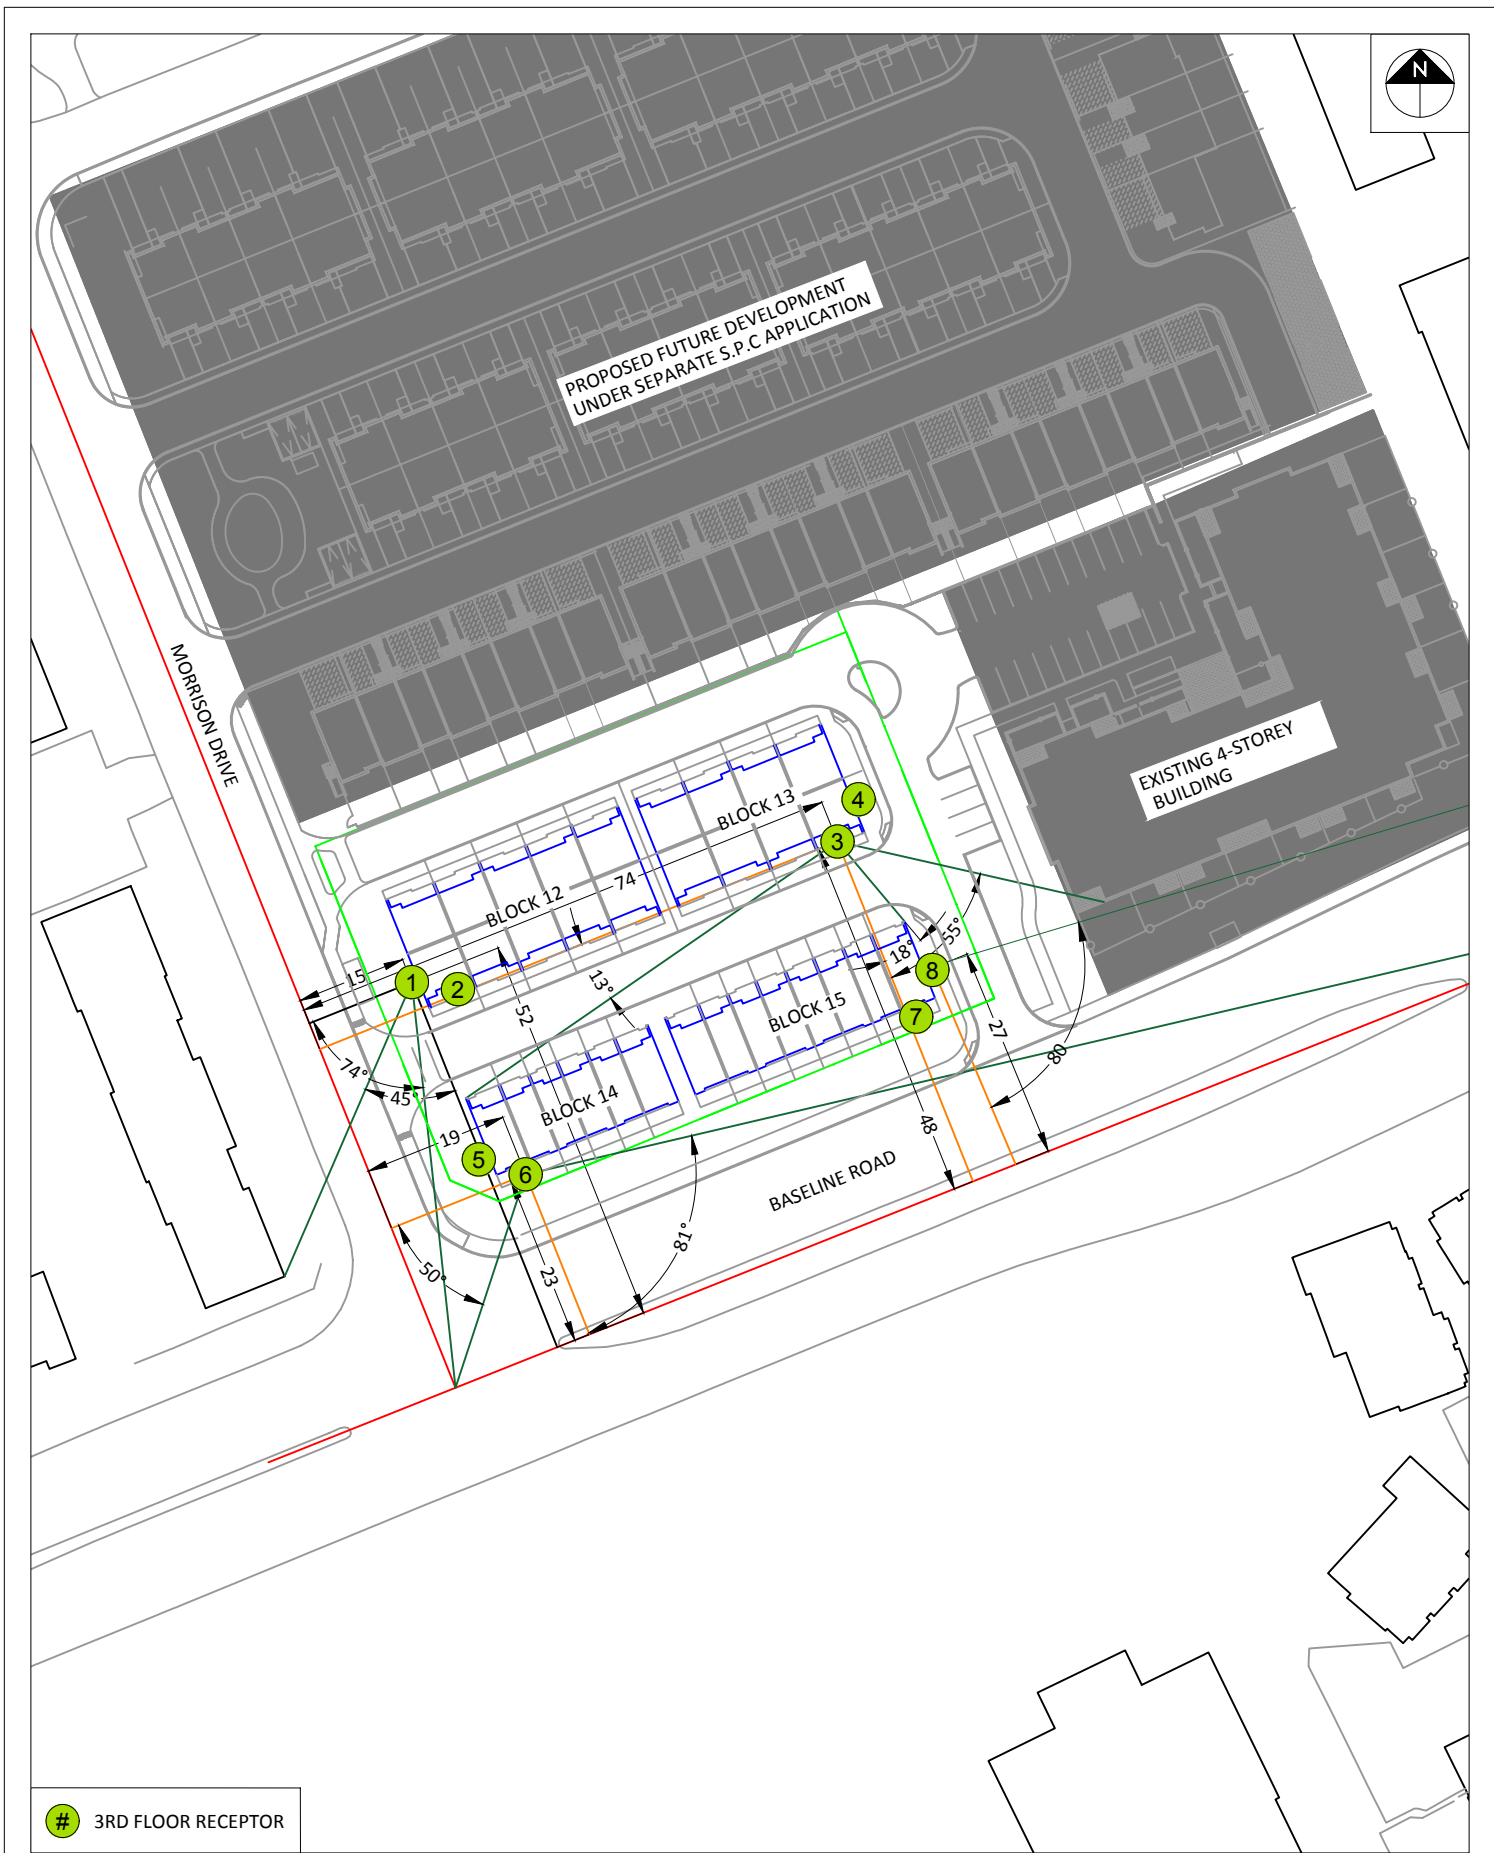 N
PROPOSED FUTURE DEVELOPMENT
UNDER SEPARATE S.P.C APPLICATION
MORRISON DRIVE
EXISTING 4-STOREY
BUILDING
BLOCK 13
4
3
74
BLOCK 12
55°
18°
8
15
1
2
13°
52
BLOCK 15
7
27
80
74°
45°
BLOCK 14
48
19
5
6
BASELINE ROAD
81°
50°
23
# 3RD FLOOR RECEPTOR